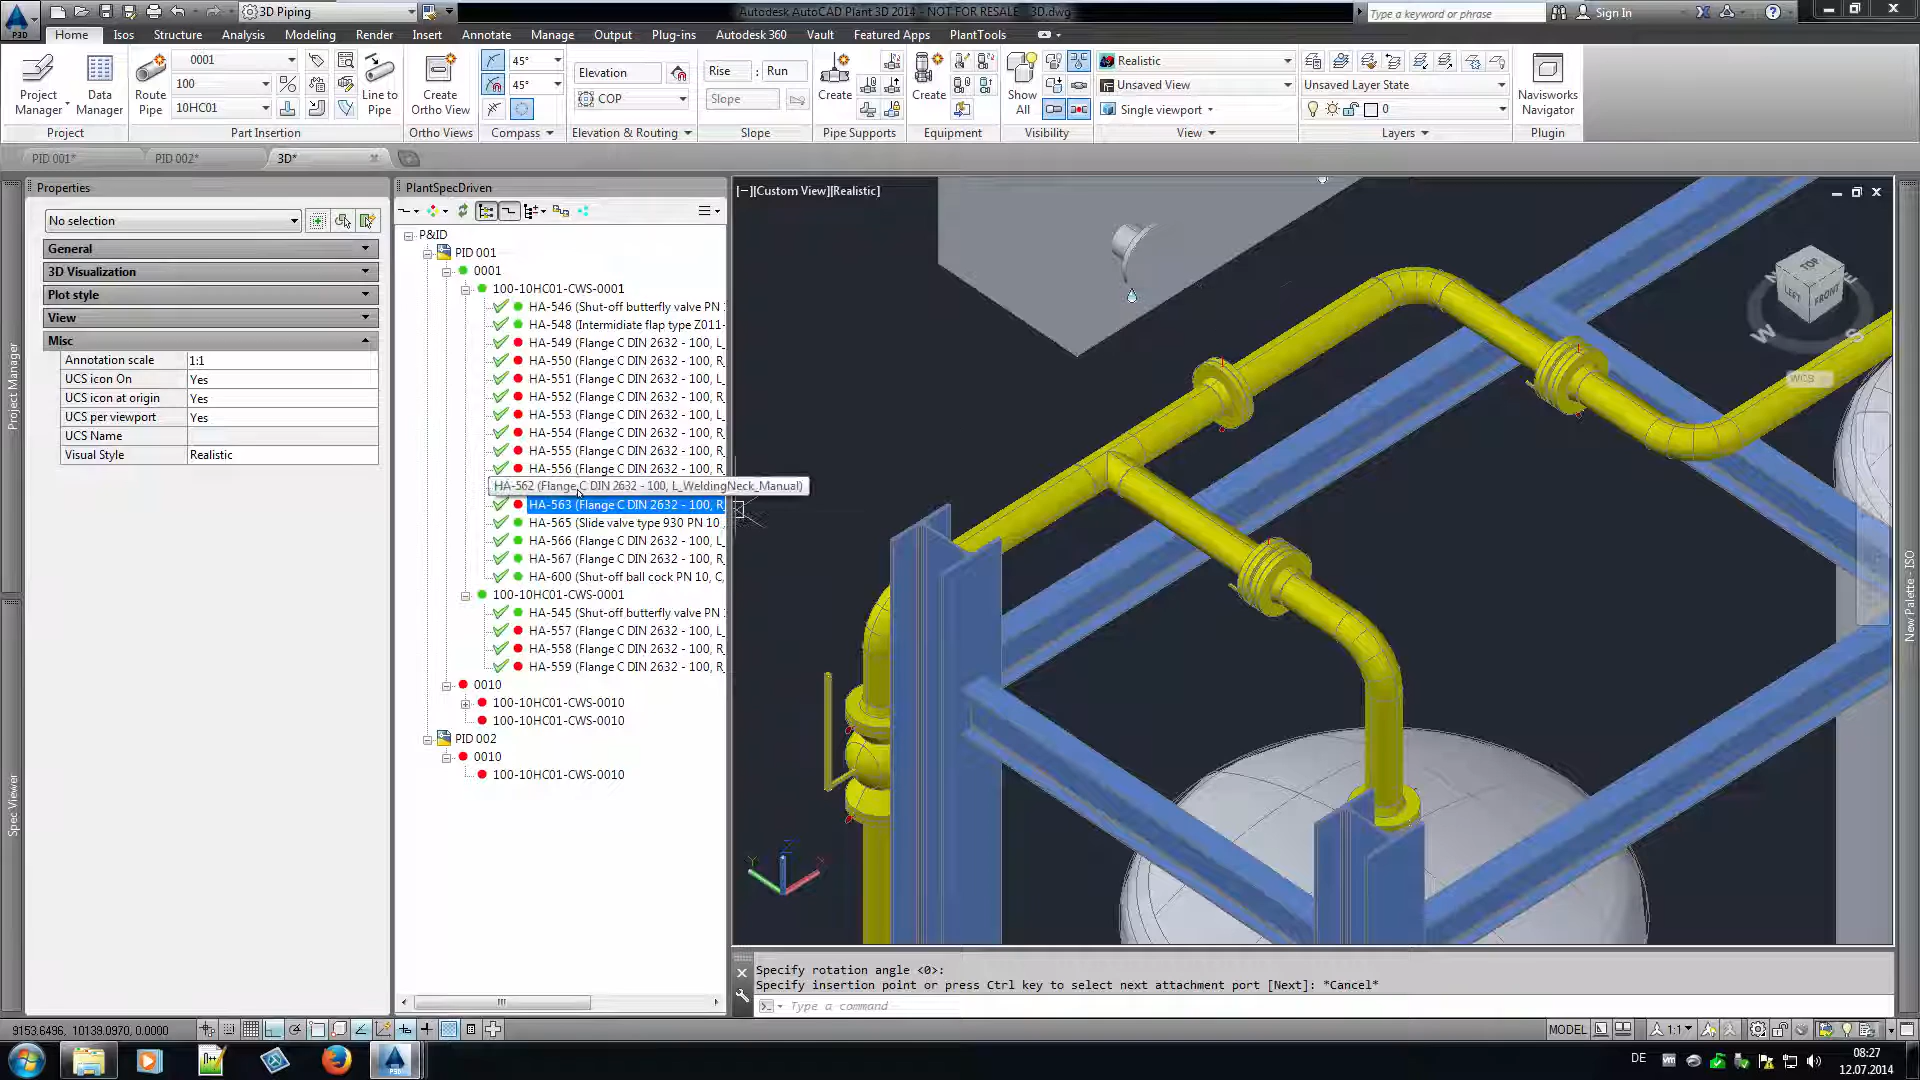 3D Piping
Autodesk AutoCAD Plant 3D 2014 - NOT FOR RESALE 3D.dwg
Type a keyword or phrase
Sign In
P3D
Home Isos Structure Analysis Modeling Render Insert Annotate Manage Output Plug-ins Autodesk 360 Vault Featured Apps PlantTools
Project Manager
Data Manager
Route Pipe
0001
100
10HC01
Line to Pipe
Create Ortho View
45°
45°
Elevation
COP
Rise : Run
Slope
Create
Create
Show All
Realistic
Unsaved View
Single viewport
Unsaved Layer State
0
Navisworks Navigator
Project
Part Insertion
Ortho Views
Compass
Elevation & Routing
Slope
Pipe Supports
Equipment
Visibility
View
Layers
Plugin
PID 001*
PID 002*
3D*
Project Manager
Spec Viewer
Properties
No selection
General
3D Visualization
Plot style
View
Misc
Annotation scale 1:1
UCS icon On Yes
UCS icon at origin Yes
UCS per viewport Yes
UCS Name
Visual Style Realistic
PlantSpecDriven
P&ID
PID 001
0001
100-10HC01-CWS-0001
HA-546 (Shut-off butterfly valve PN
HA-548 (Intermidiate flap type Z011-
HA-549 (Flange C DIN 2632 - 100, L
HA-550 (Flange C DIN 2632 - 100, R
HA-551 (Flange C DIN 2632 - 100, L_
HA-552 (Flange C DIN 2632 - 100, R
HA-553 (Flange C DIN 2632 - 100, L
HA-554 (Flange C DIN 2632 - 100, R
HA-555 (Flange C DIN 2632 - 100, R
HA-556 (Flange C DIN 2632 - 100, R
HA-562 (Flange C DIN 2632 - 100, L_WeldingNeck_Manual)
HA-563 (Flange C DIN 2632 - 100, R
HA-565 (Slide valve type 930 PN 10
HA-566 (Flange C DIN 2632 - 100, L
HA-567 (Flange C DIN 2632 - 100, R
HA-600 (Shut-off ball cock PN 10, C,
100-10HC01-CWS-0001
HA-545 (Shut-off butterfly valve PN
HA-557 (Flange C DIN 2632 - 100, L
HA-558 (Flange C DIN 2632 - 100, R
HA-559 (Flange C DIN 2632 - 100, R
0010
100-10HC01-CWS-0010
100-10HC01-CWS-0010
PID 002
0010
100-10HC01-CWS-0010
[−][Custom View][Realistic]
TOP
LEFT
FRONT
N
W
S
WCS
Y
Z
X
New Palette - ISO
Specify rotation angle <0>:
Specify insertion point or press Ctrl key to select next attachment port [Next]: *Cancel*
Type a command
9153.6496, 10139.0970, 0.0000
MODEL
1:1
DE
08:27
12.07.2014